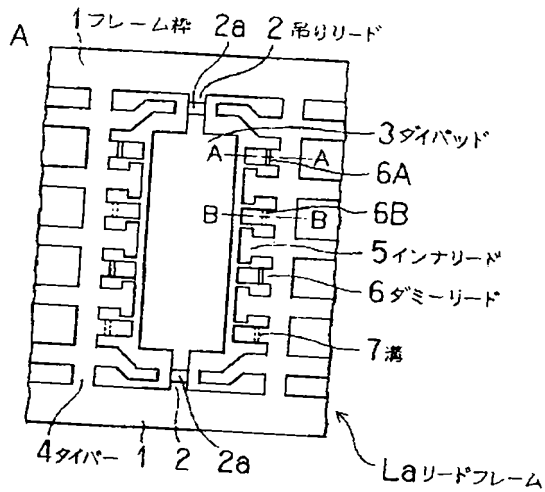 A
1フレーム枠
2a
2 吊りリード
3ダイパッド
A A
6A
6B
B B
5インナリード
6ダミーリード
7溝
4タイバー
1
2
2a
Laリードフレーム